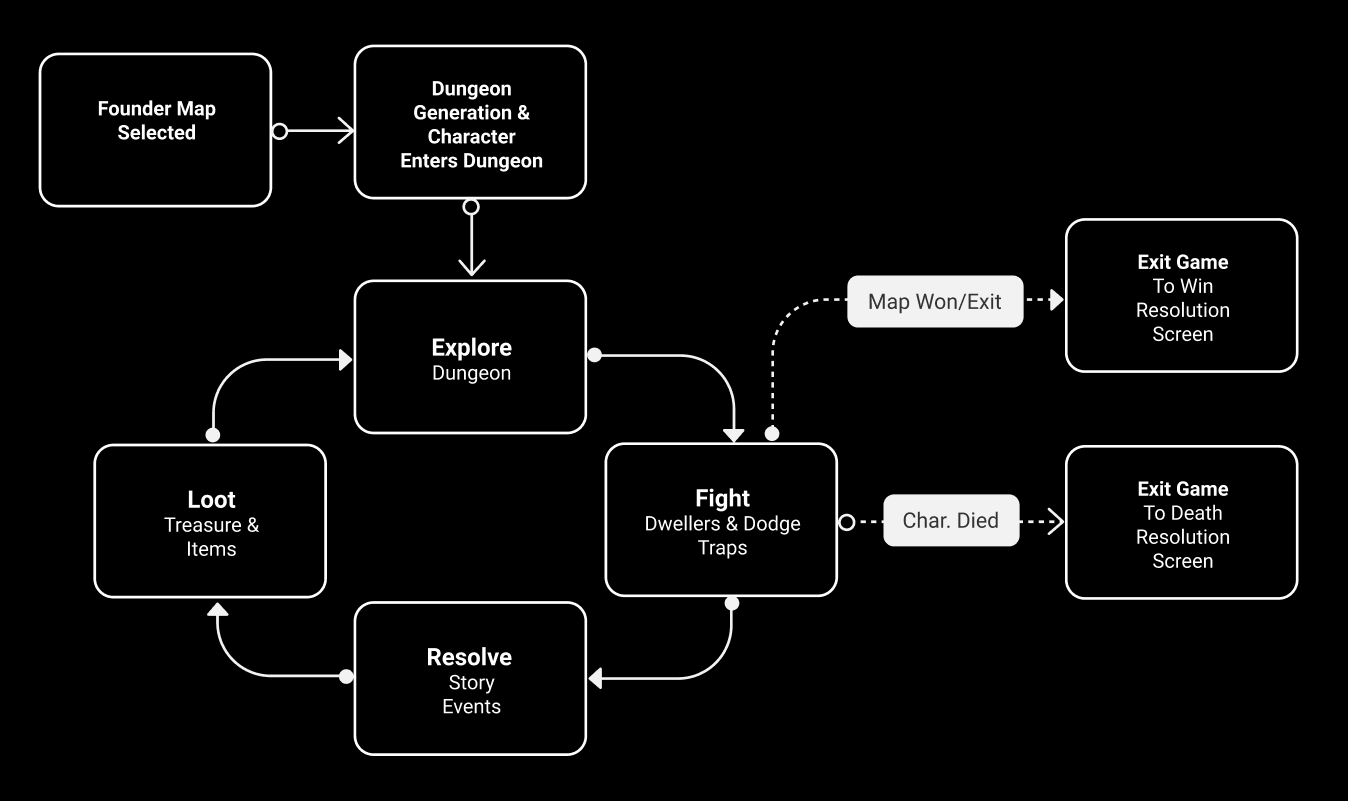 Founder Map
Selected
Dungeon
Generation &
Character
Enters Dungeon
Explore
Dungeon
Map Won/Exit
Exit Game
To Win
Resolution
Screen
Loot
Treasure &
Items
Fight
Dwellers & Dodge
Traps
Char. Died
Exit Game
To Death
Resolution
Screen
Resolve
Story
Events